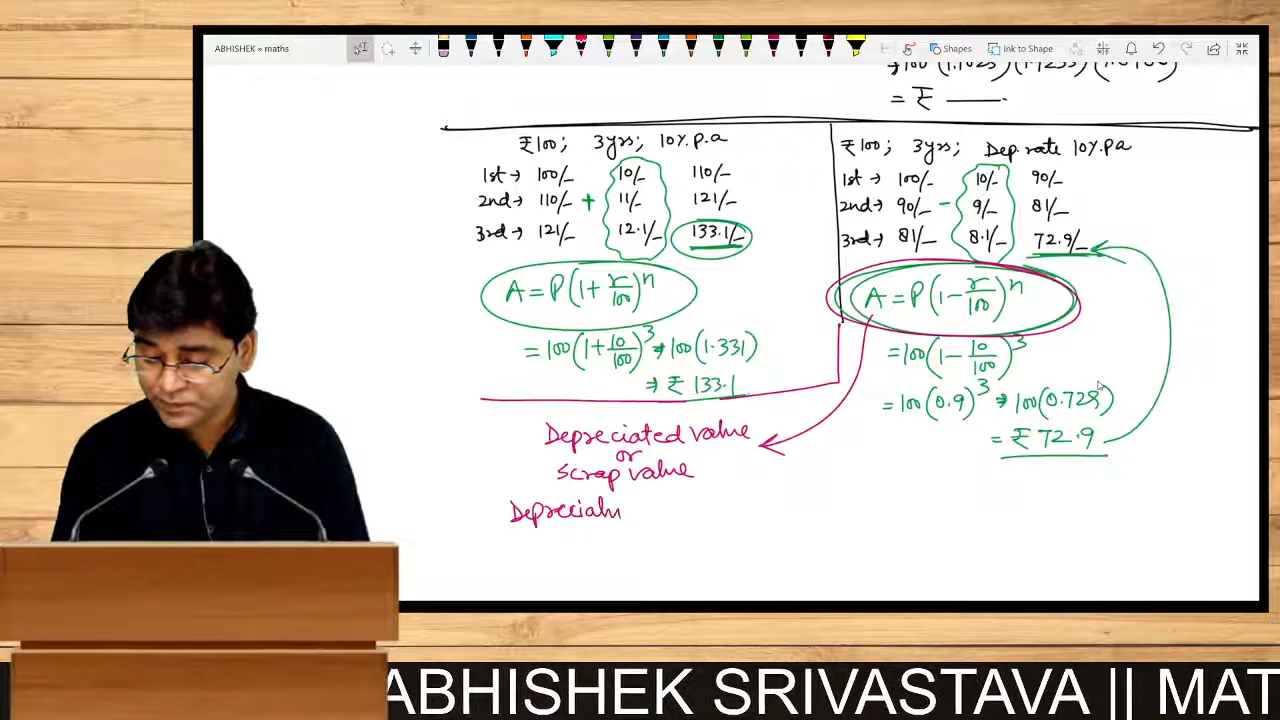 ABHISHEK » maths
Shapes
Ink to Shape
= ₹ ——.
₹100; 3yrs; 10%.p.a
1st → 100/- 10/- 110/-
2nd → 110/- + 11/- 121/-
3rd → 121/- 12.1/- 133.1/-
A = P(1 + r/100)^n
= 100(1 + 10/100)^3 → 100(1.331)
⇒ ₹ 133.1
₹100; 3yrs; Dep. rate 10%.pa
1st → 100/- 10/- 90/-
2nd → 90/- - 9/- 81/-
3rd → 81/- 8.1/- 72.9/-
A = P(1 - r/100)^n
= 100(1 - 10/100)^3
= 100(0.9)^3 → 100(0.729)
= ₹ 72.9
Depreciated value
or
scrap value
ABHISHEK SRIVASTAVA || MAT